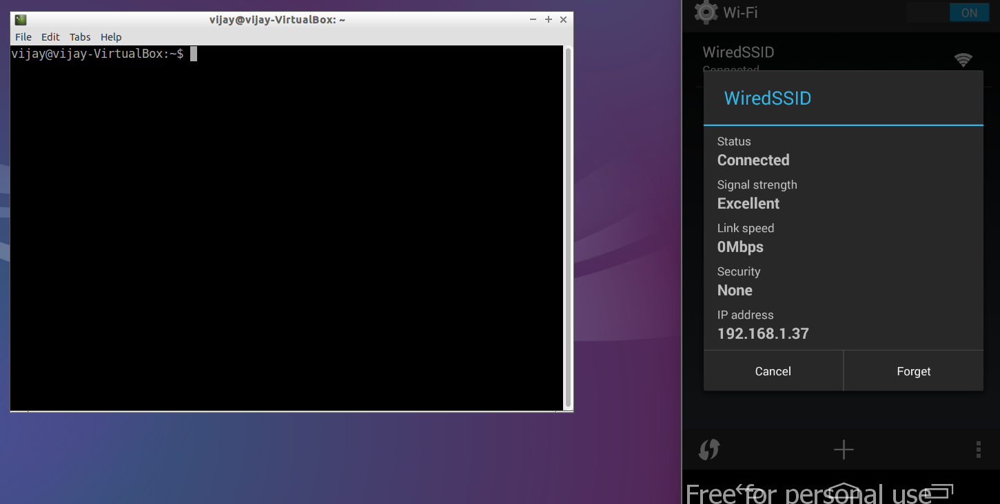 vijay@vijay-VirtualBox: ~
File Edit Tabs Help
vijay@vijay-VirtualBox:~$
Wi-Fi
ON
WiredSSID
Connected
WiredSSID
Status
Connected
Signal strength
Excellent
Link speed
0Mbps
Security
None
IP address
192.168.1.37
Cancel Forget
Free for personal use